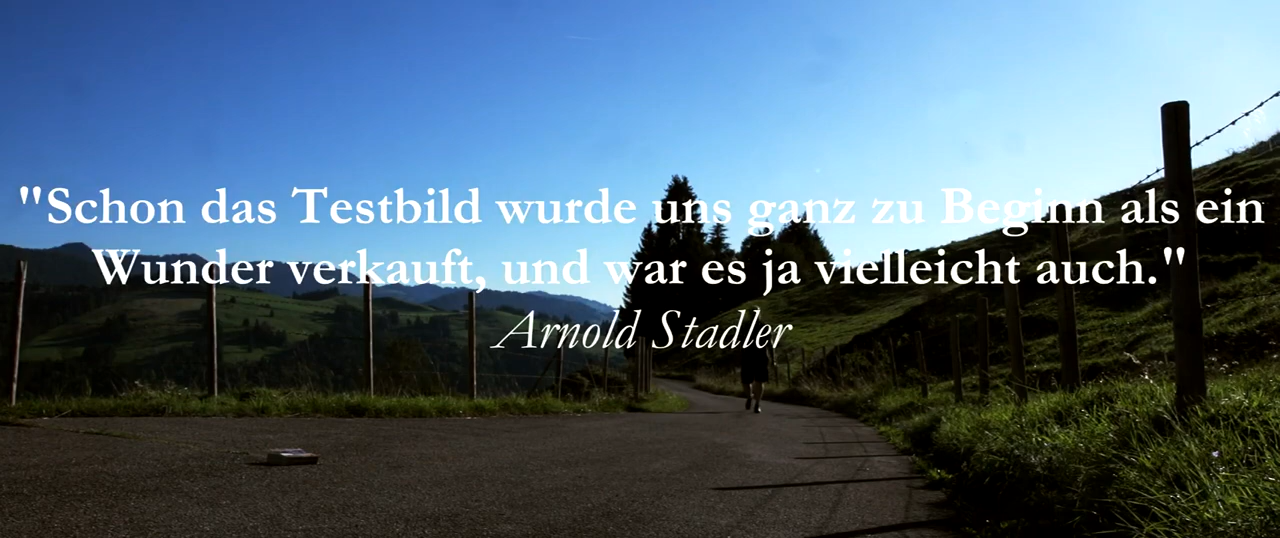 "Schon das Testbild wurde uns ganz zu Beginn als ein
Wunder verkauft, und war es ja vielleicht auch."
Arnold Stadler